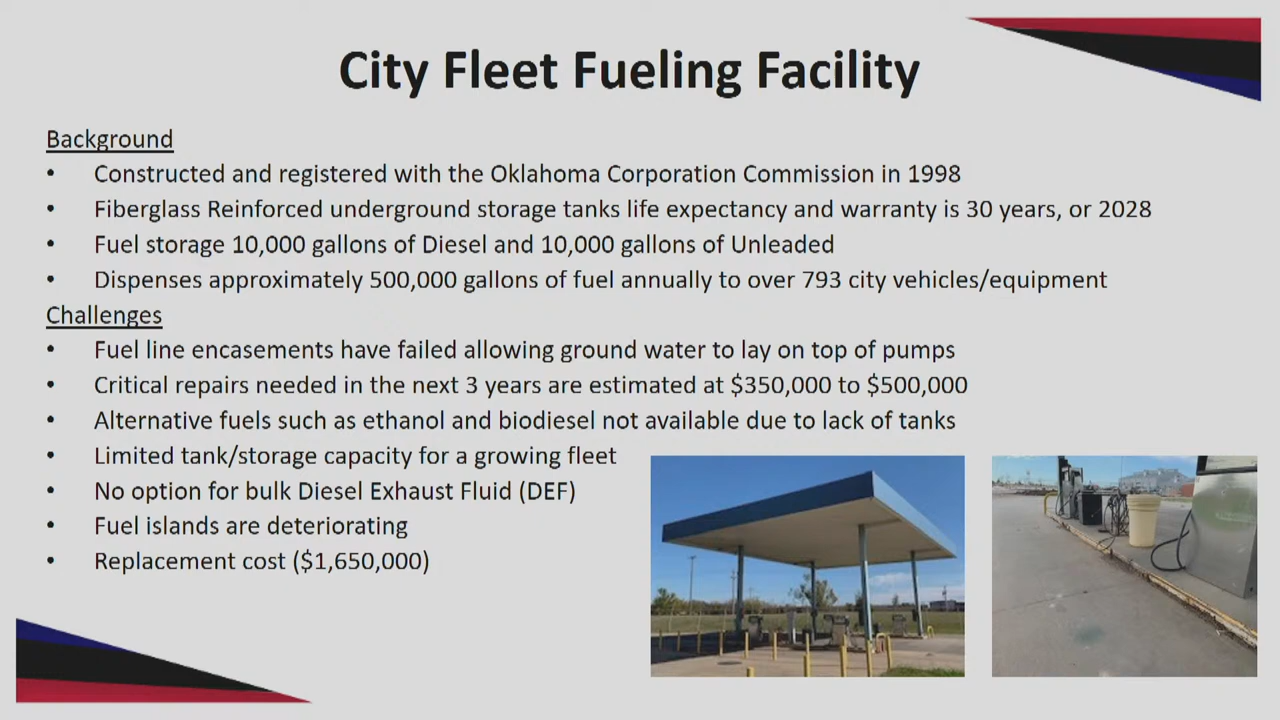 City Fleet Fueling Facility
Background
• Constructed and registered with the Oklahoma Corporation Commission in 1998
• Fiberglass Reinforced underground storage tanks life expectancy and warranty is 30 years, or 2028
• Fuel storage 10,000 gallons of Diesel and 10,000 gallons of Unleaded
• Dispenses approximately 500,000 gallons of fuel annually to over 793 city vehicles/equipment
Challenges
• Fuel line encasements have failed allowing ground water to lay on top of pumps
• Critical repairs needed in the next 3 years are estimated at $350,000 to $500,000
• Alternative fuels such as ethanol and biodiesel not available due to lack of tanks
• Limited tank/storage capacity for a growing fleet
• No option for bulk Diesel Exhaust Fluid (DEF)
• Fuel islands are deteriorating
• Replacement cost ($1,650,000)